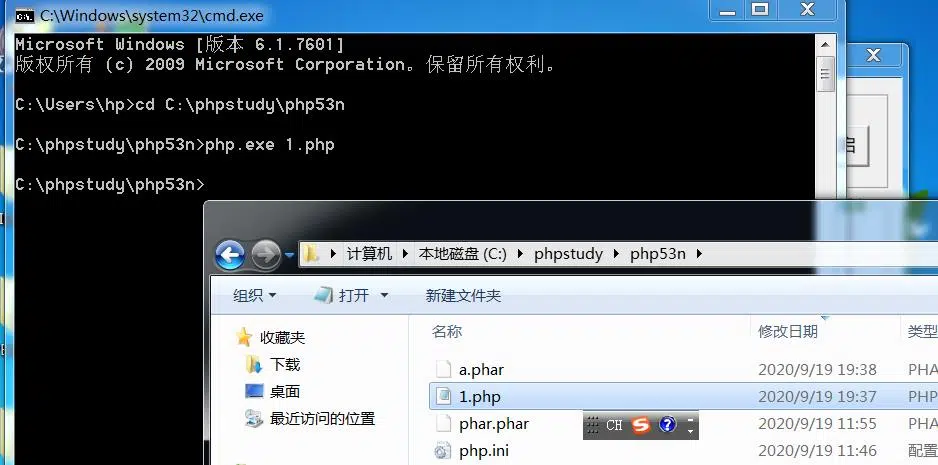 C:\Windows\system32\cmd.exe
Microsoft Windows [版本 6.1.7601]
版权所有 (c) 2009 Microsoft Corporation。保留所有权利。
C:\Users\hp>cd C:\phpstudy\php53n
C:\phpstudy\php53n>php.exe 1.php
C:\phpstudy\php53n>
计算机 本地磁盘 (C:) phpstudy php53n
组织 打开 新建文件夹
收藏夹
下载
桌面
最近访问的位置
名称 修改日期 类型
a.phar 2020/9/19 19:38 PHA
1.php 2020/9/19 19:37 PHP
phar.phar 2020/9/19 11:55 PHA
php.ini 2020/9/19 11:46 配置
CH